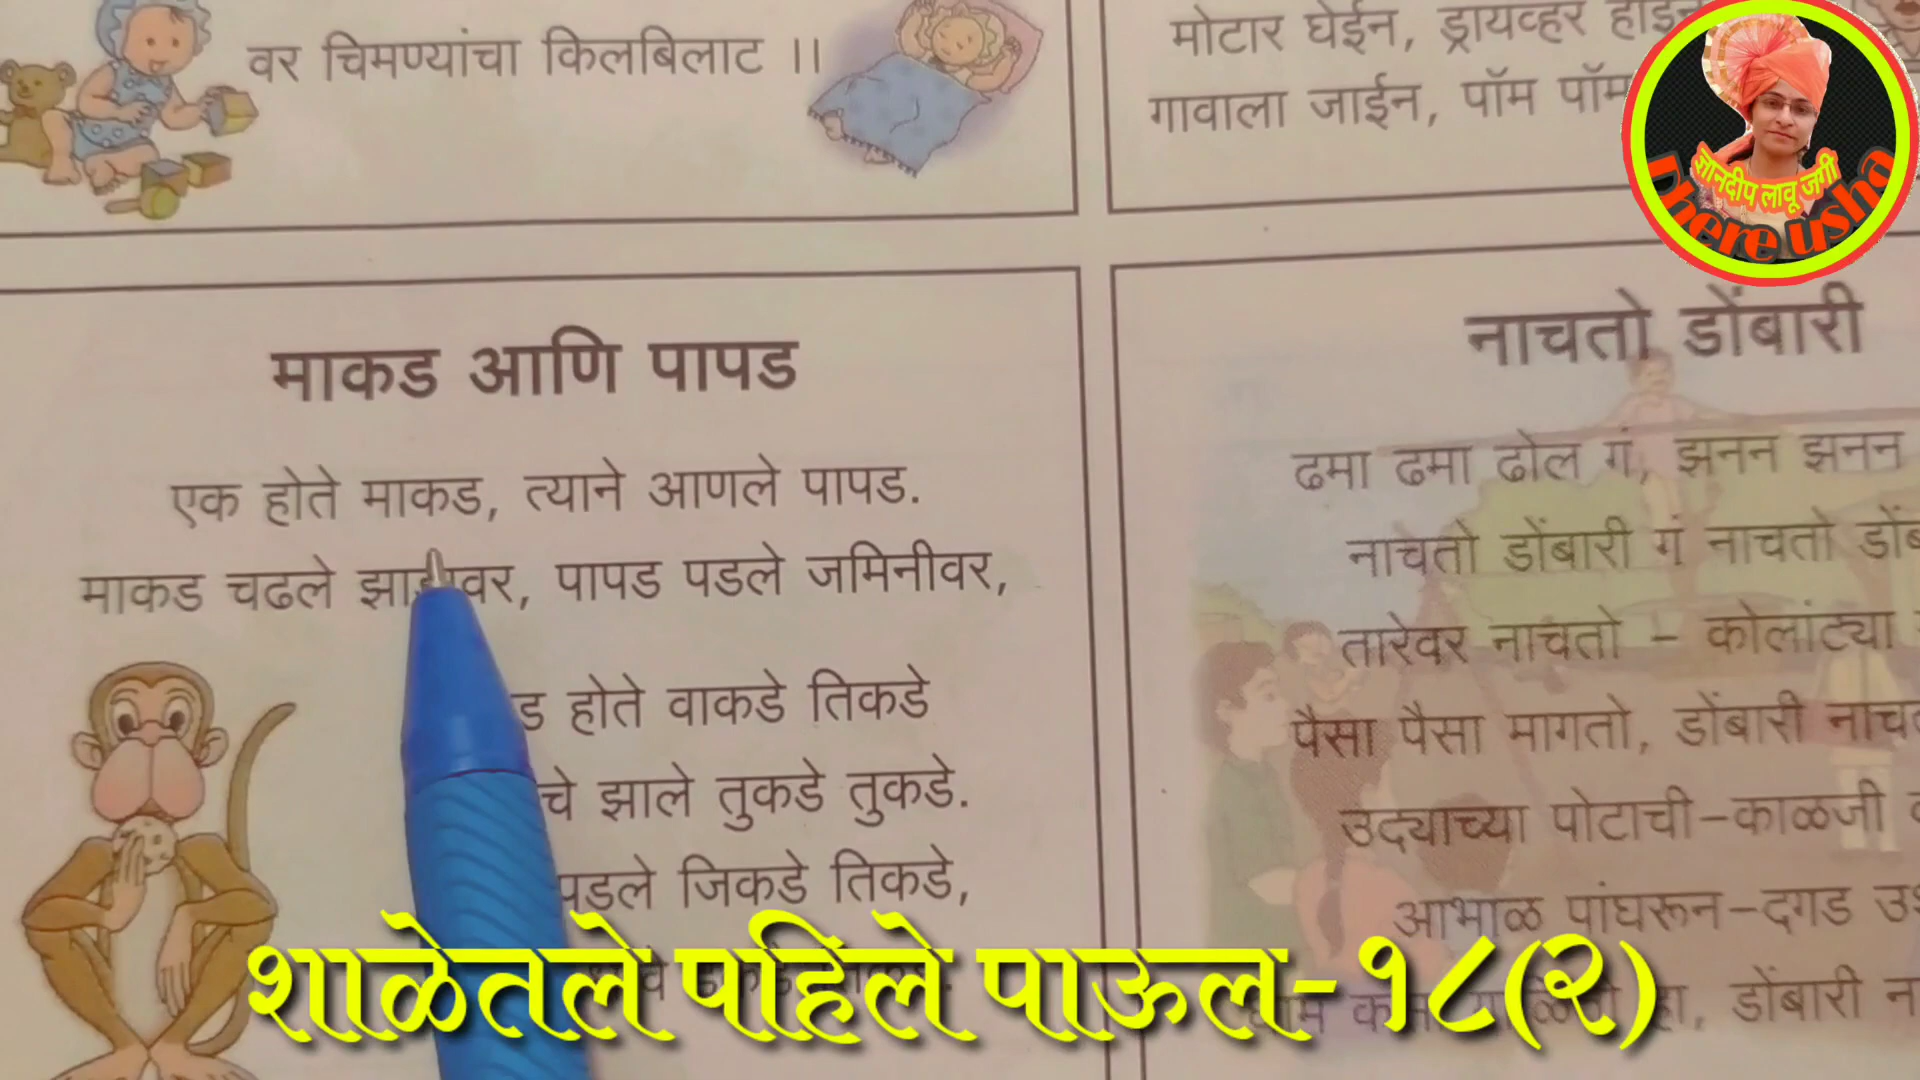 वर चिमण्यांचा किलबिलाट ।।
मोटार घेईन, ड्रायव्हर
गावाला जाईन, पॉम पॉम
ज्ञानदीप लावू जगी
Dhere usha
माकड आणि पापड
एक होते माकड, त्याने आणले पापड.
माकड चढले झाडावर, पापड पडले जमिनीवर,
होते वाकडे तिकडे
चे झाले तुकडे तुकडे.
पडले जिकडे तिकडे,
नाचतो डोंबारी
ढमा ढमा ढोल गं, झनन झनन
नाचतो डोंबारी गं नाचतो
तारेवर नाचतो - कोलांट्या
पैसा पैसा मागतो, डोंबारी
उद्याच्या पोटाची-काळजी
आभाळ पांघरून-दगड
हा, डोंबारी
शाळेतले पहिले पाऊल-१८(२)